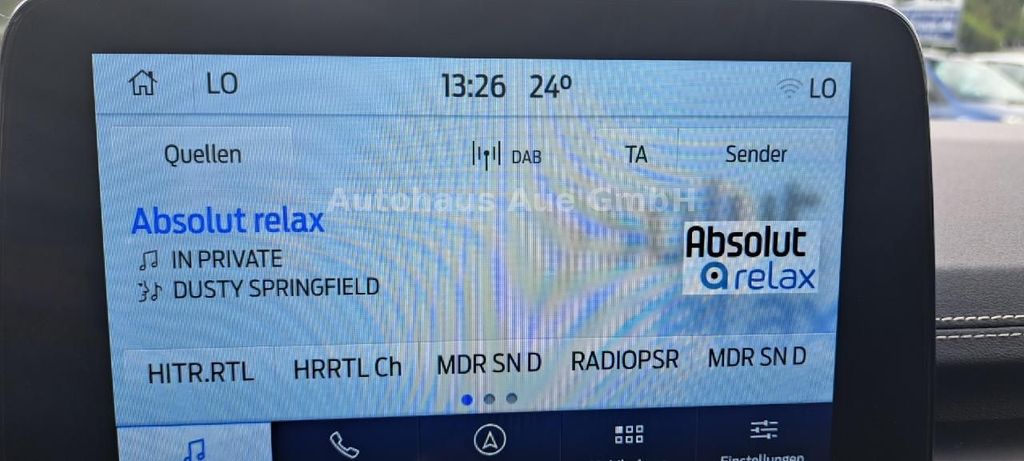 LO 13:26 24° LO
Quellen DAB TA Sender
Autohaus Aue GmbH
Absolut relax
IN PRIVATE
DUSTY SPRINGFIELD
Absolut
relax
HITR.RTL HRRTL Ch MDR SN D RADIOPSR MDR SN D
Einstellungen